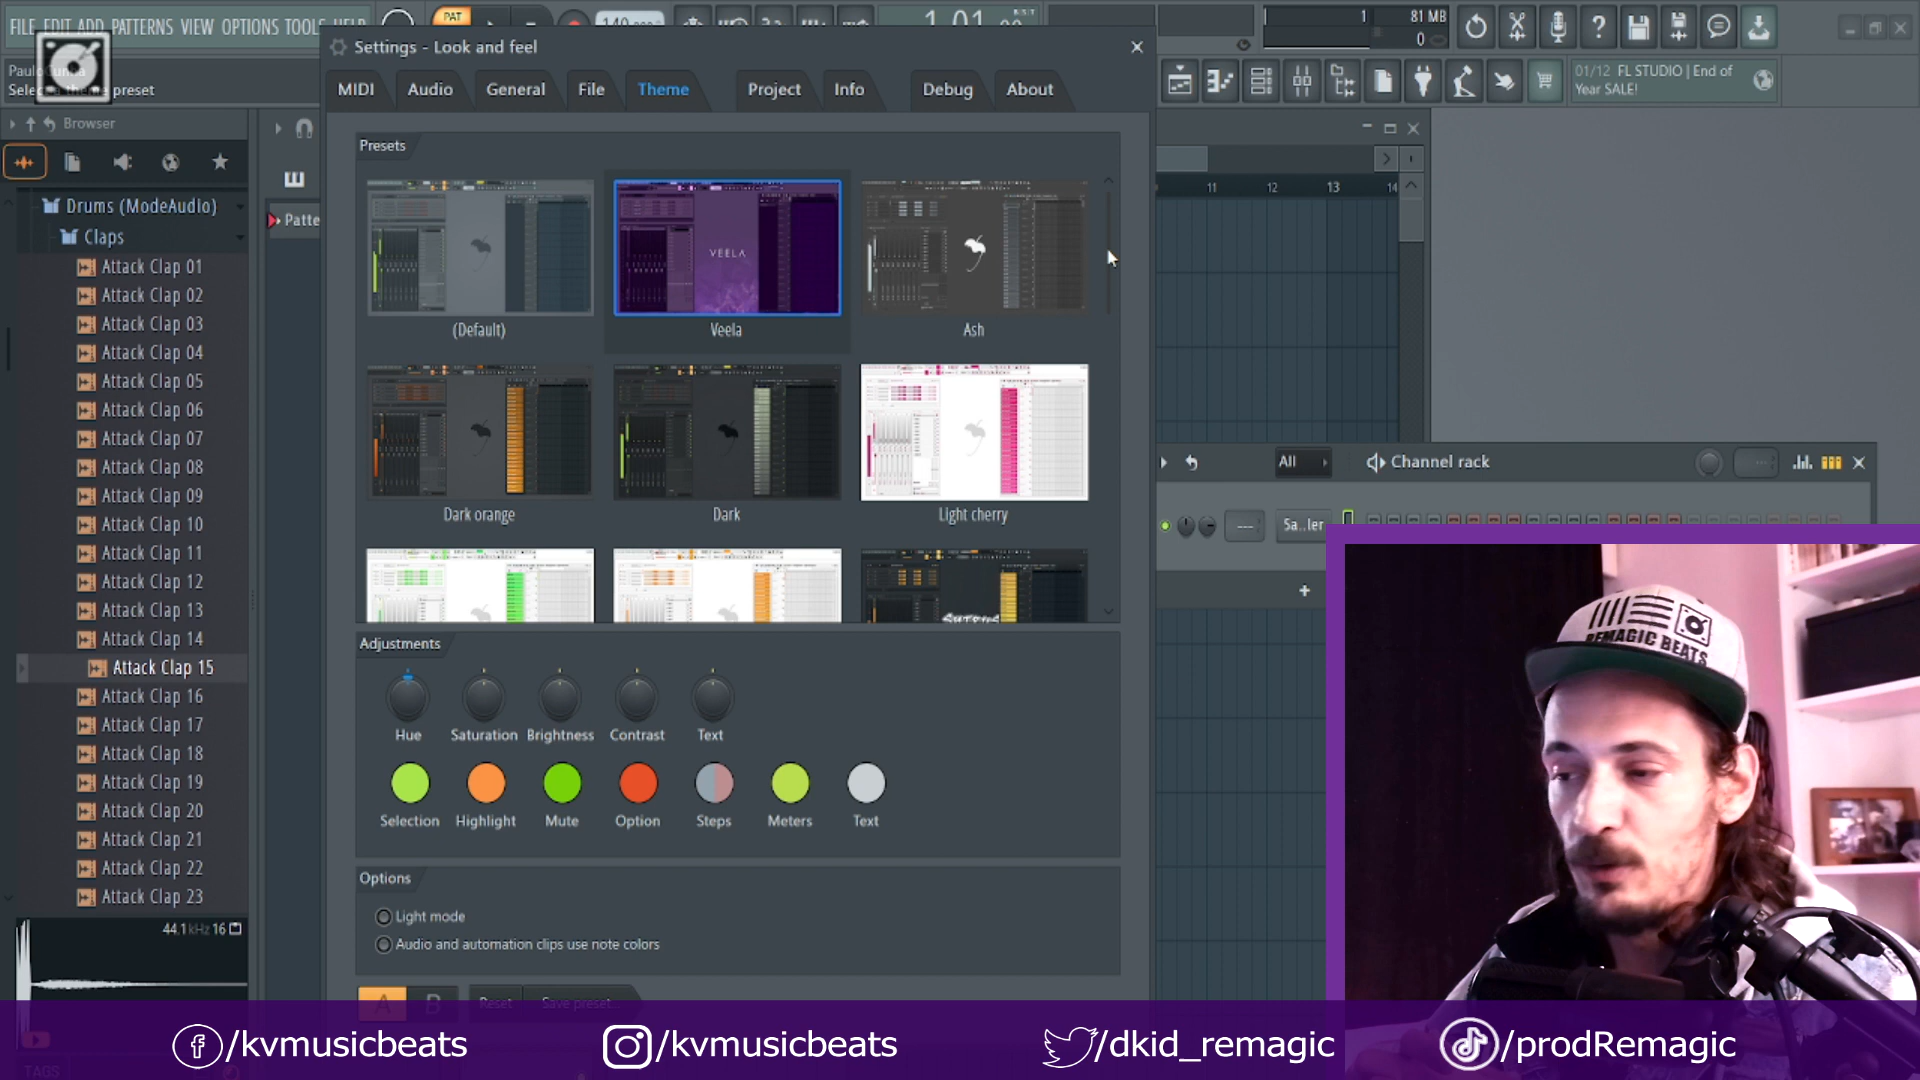 FILE EDIT ADD PATTERNS VIEW OPTIONS TOOLS HELP
PAT
1
81 MB
0
Settings - Look and feel
MIDI
Audio
General
File
Theme
Project
Info
Debug
About
01/12 FL STUDIO | End of
Year SALE!
Browser
Presets
11
12
13
14
Drums (ModeAudio)
Claps
Patte
Attack Clap 01
Attack Clap 02
Attack Clap 03
Attack Clap 04
Attack Clap 05
Attack Clap 06
Attack Clap 07
Attack Clap 08
Attack Clap 09
Attack Clap 10
Attack Clap 11
Attack Clap 12
Attack Clap 13
Attack Clap 14
Attack Clap 15
Attack Clap 16
Attack Clap 17
Attack Clap 18
Attack Clap 19
Attack Clap 20
Attack Clap 21
Attack Clap 22
Attack Clap 23
44.1kHz 16
VEELA
(Default)
Veela
Ash
Dark orange
Dark
Light cherry
Adjustments
Hue
Saturation
Brightness
Contrast
Text
Selection
Highlight
Mute
Option
Steps
Meters
Text
Options
Light mode
Audio and automation clips use note colors
A
B
Reset
Save preset...
All
Channel rack
Sa..ler
REMAGIC BEATS
TAGS
/kvmusicbeats
/kvmusicbeats
/dkid_remagic
/prodRemagic